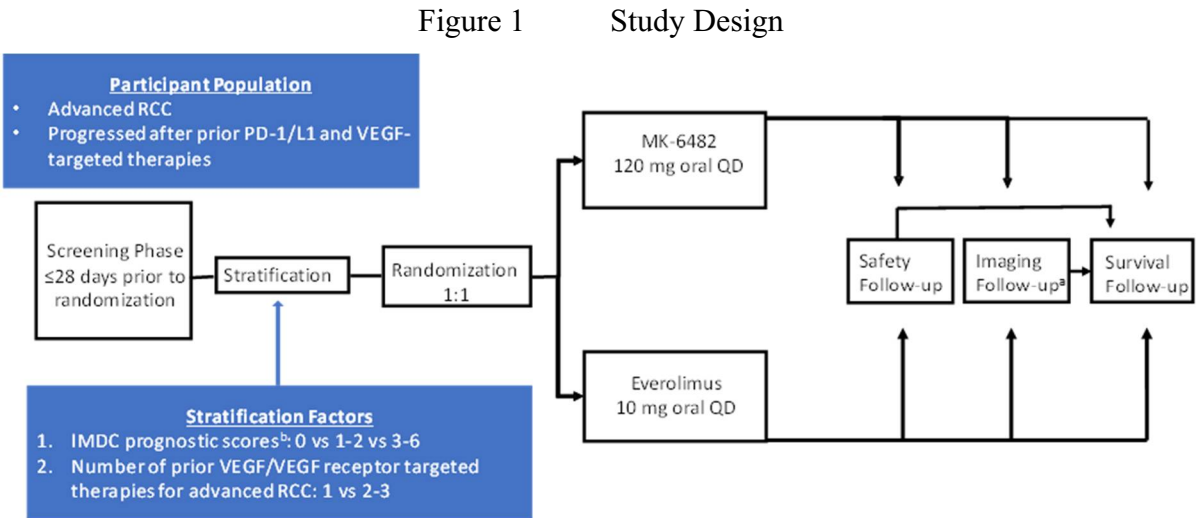 Figure 1 Study Design
Participant Population
• Advanced RCC
• Progressed after prior PD-1/L1 and VEGF-
targeted therapies
Screening Phase
≤28 days prior to
randomization
Stratification
Randomization
1:1
MK-6482
120 mg oral QD
Everolimus
10 mg oral QD
Safety
Follow-up
Imaging
Follow-upᵃ
Survival
Follow-up
Stratification Factors
1. IMDC prognostic scoresᵇ: 0 vs 1-2 vs 3-6
2. Number of prior VEGF/VEGF receptor targeted
therapies for advanced RCC: 1 vs 2-3